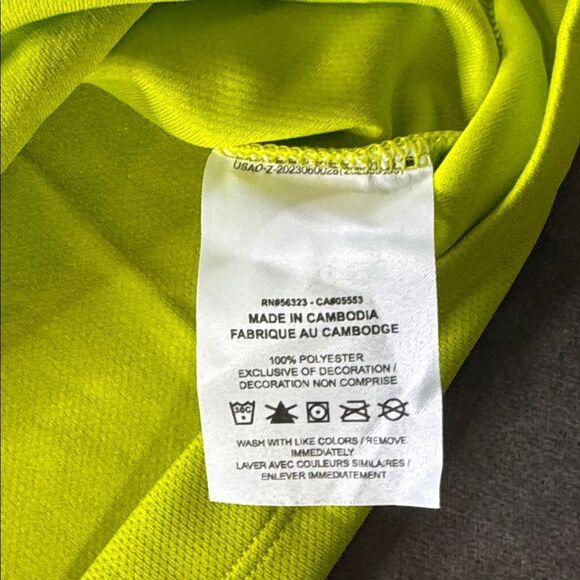 RN#56323 - CA#05553
MADE IN CAMBODIA
FABRIQUE AU CAMBODGE
100% POLYESTER
EXCLUSIVE OF DECORATION /
DECORATION NON COMPRISE
30C
WASH WITH LIKE COLORS / REMOVE
IMMEDIATELY
LAVER AVEC COULEURS SIMILAIRES /
ENLEVER IMMEDIATEMENT